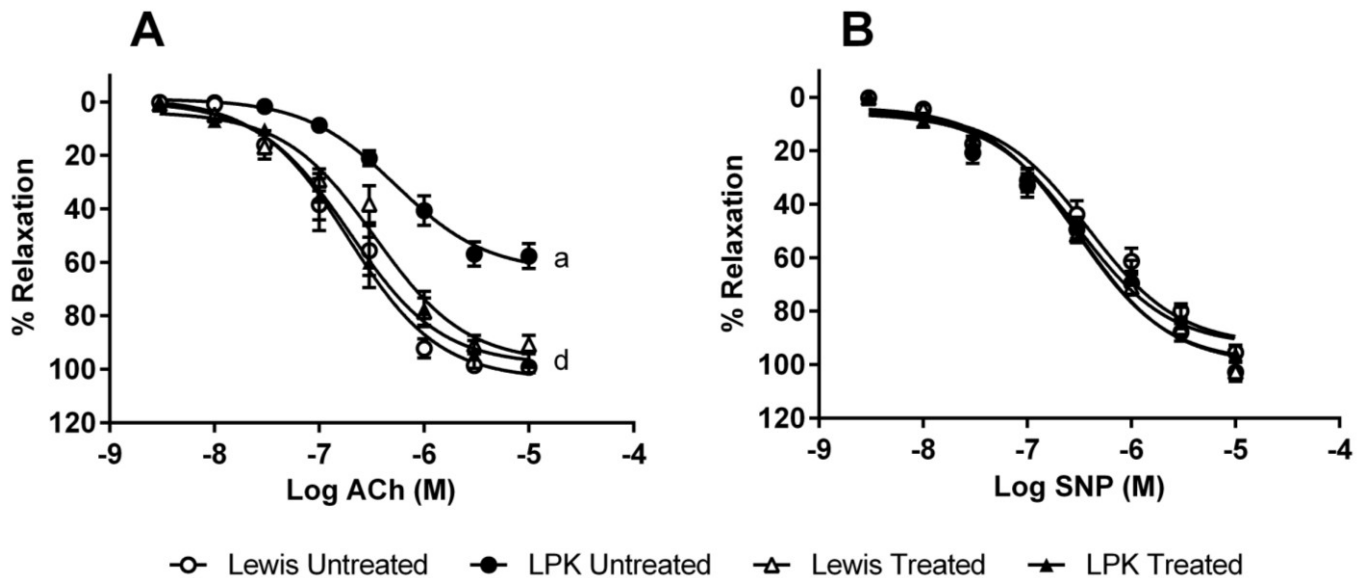 A
0
20
40
60
80
100
120
% Relaxation
a
d
-9 -8 -7 -6 -5 -4
Log ACh (M)
B
0
20
40
60
80
100
120
% Relaxation
-9 -8 -7 -6 -5 -4
Log SNP (M)
Lewis Untreated LPK Untreated Lewis Treated LPK Treated